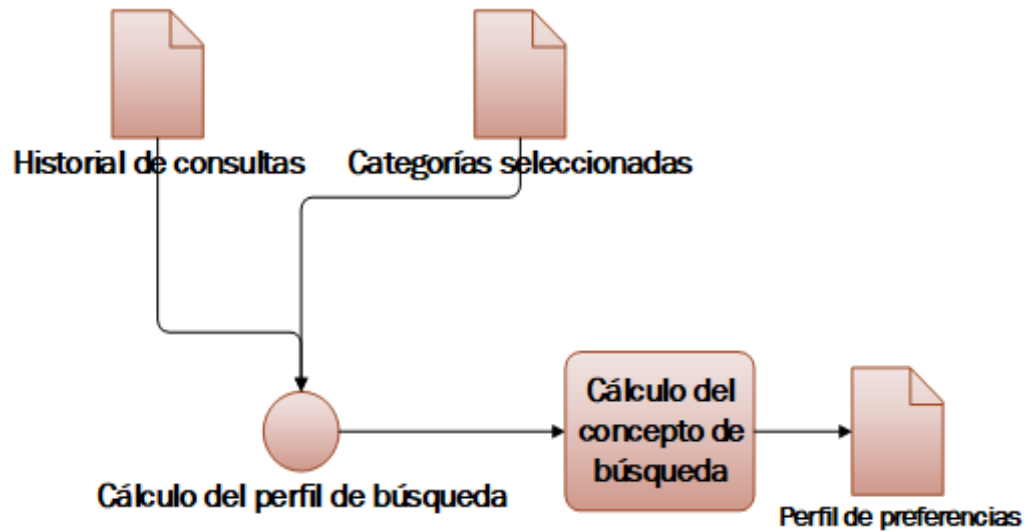 Historial de consultas
Categorías seleccionadas
Cálculo del
concepto de
búsqueda
Cálculo del perfil de búsqueda
Perfil de preferencias